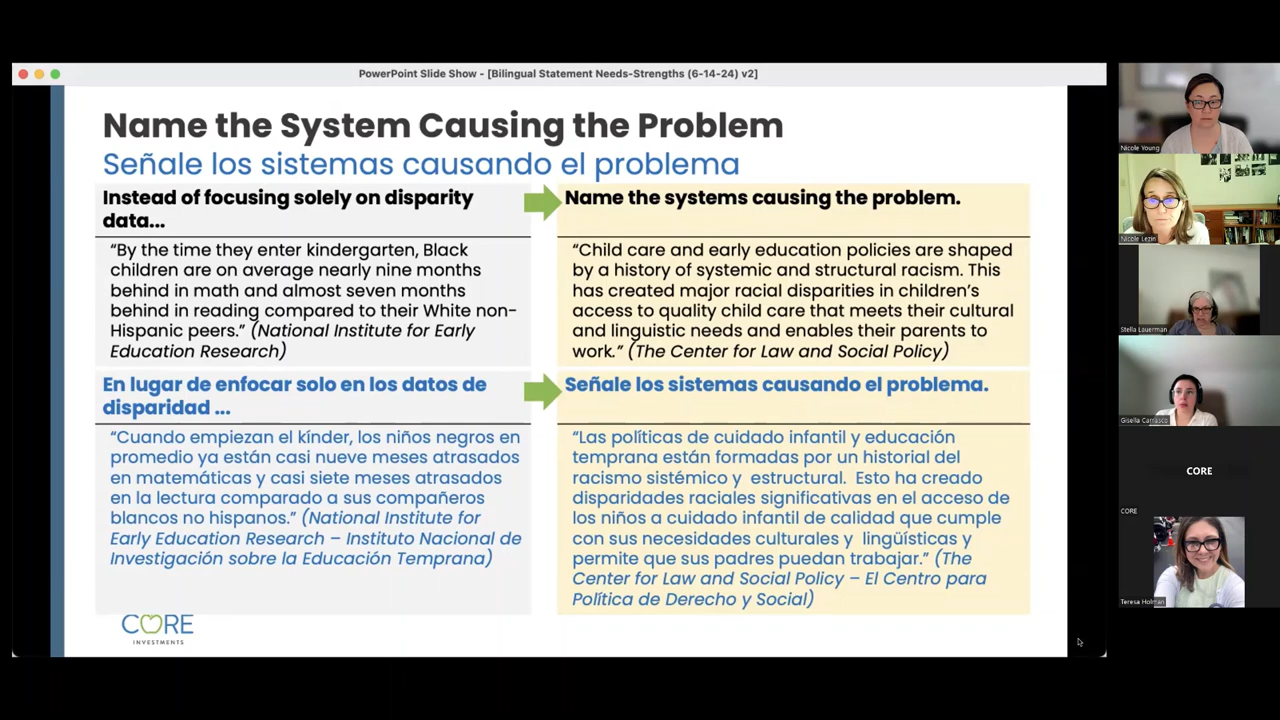 PowerPoint Slide Show - [Bilingual Statement Needs-Strengths (6-14-24) v2]
Name the System Causing the Problem
Señale los sistemas causando el problema
Instead of focusing solely on disparity
data...
“By the time they enter kindergarten, Black
children are on average nearly nine months
behind in math and almost seven months
behind in reading compared to their White non-
Hispanic peers.” (National Institute for Early
Education Research)
Name the systems causing the problem.
“Child care and early education policies are shaped
by a history of systemic and structural racism. This
has created major racial disparities in children’s
access to quality child care that meets their cultural
and linguistic needs and enables their parents to
work.” (The Center for Law and Social Policy)
En lugar de enfocar solo en los datos de
disparidad ...
“Cuando empiezan el kínder, los niños negros en
promedio ya están casi nueve meses atrasados
en matemáticas y casi siete meses atrasados
en la lectura comparado a sus compañeros
blancos no hispanos.” (National Institute for
Early Education Research – Instituto Nacional de
Investigación sobre la Educación Temprana)
Señale los sistemas causando el problema.
“Las políticas de cuidado infantil y educación
temprana están formadas por un historial del
racismo sistémico y estructural. Esto ha creado
disparidades raciales significativas en el acceso de
los niños a cuidado infantil de calidad que cumple
con sus necesidades culturales y lingüísticas y
permite que sus padres puedan trabajar.” (The
Center for Law and Social Policy – El Centro para
Política de Derecho y Social)
CORE
INVESTMENTS
Nicole Young
Nicole Lezin
Stella Lauerman
Gisella Carrasco
CORE
CORE
Teresa Holman